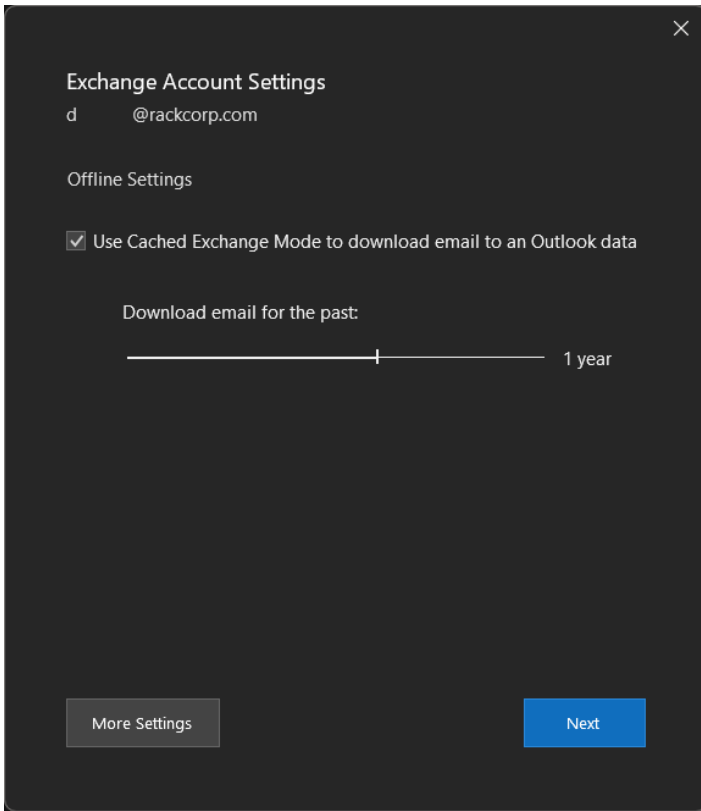 Exchange Account Settings
d @rackcorp.com
Offline Settings
Use Cached Exchange Mode to download email to an Outlook data
Download email for the past:
1 year
More Settings
Next